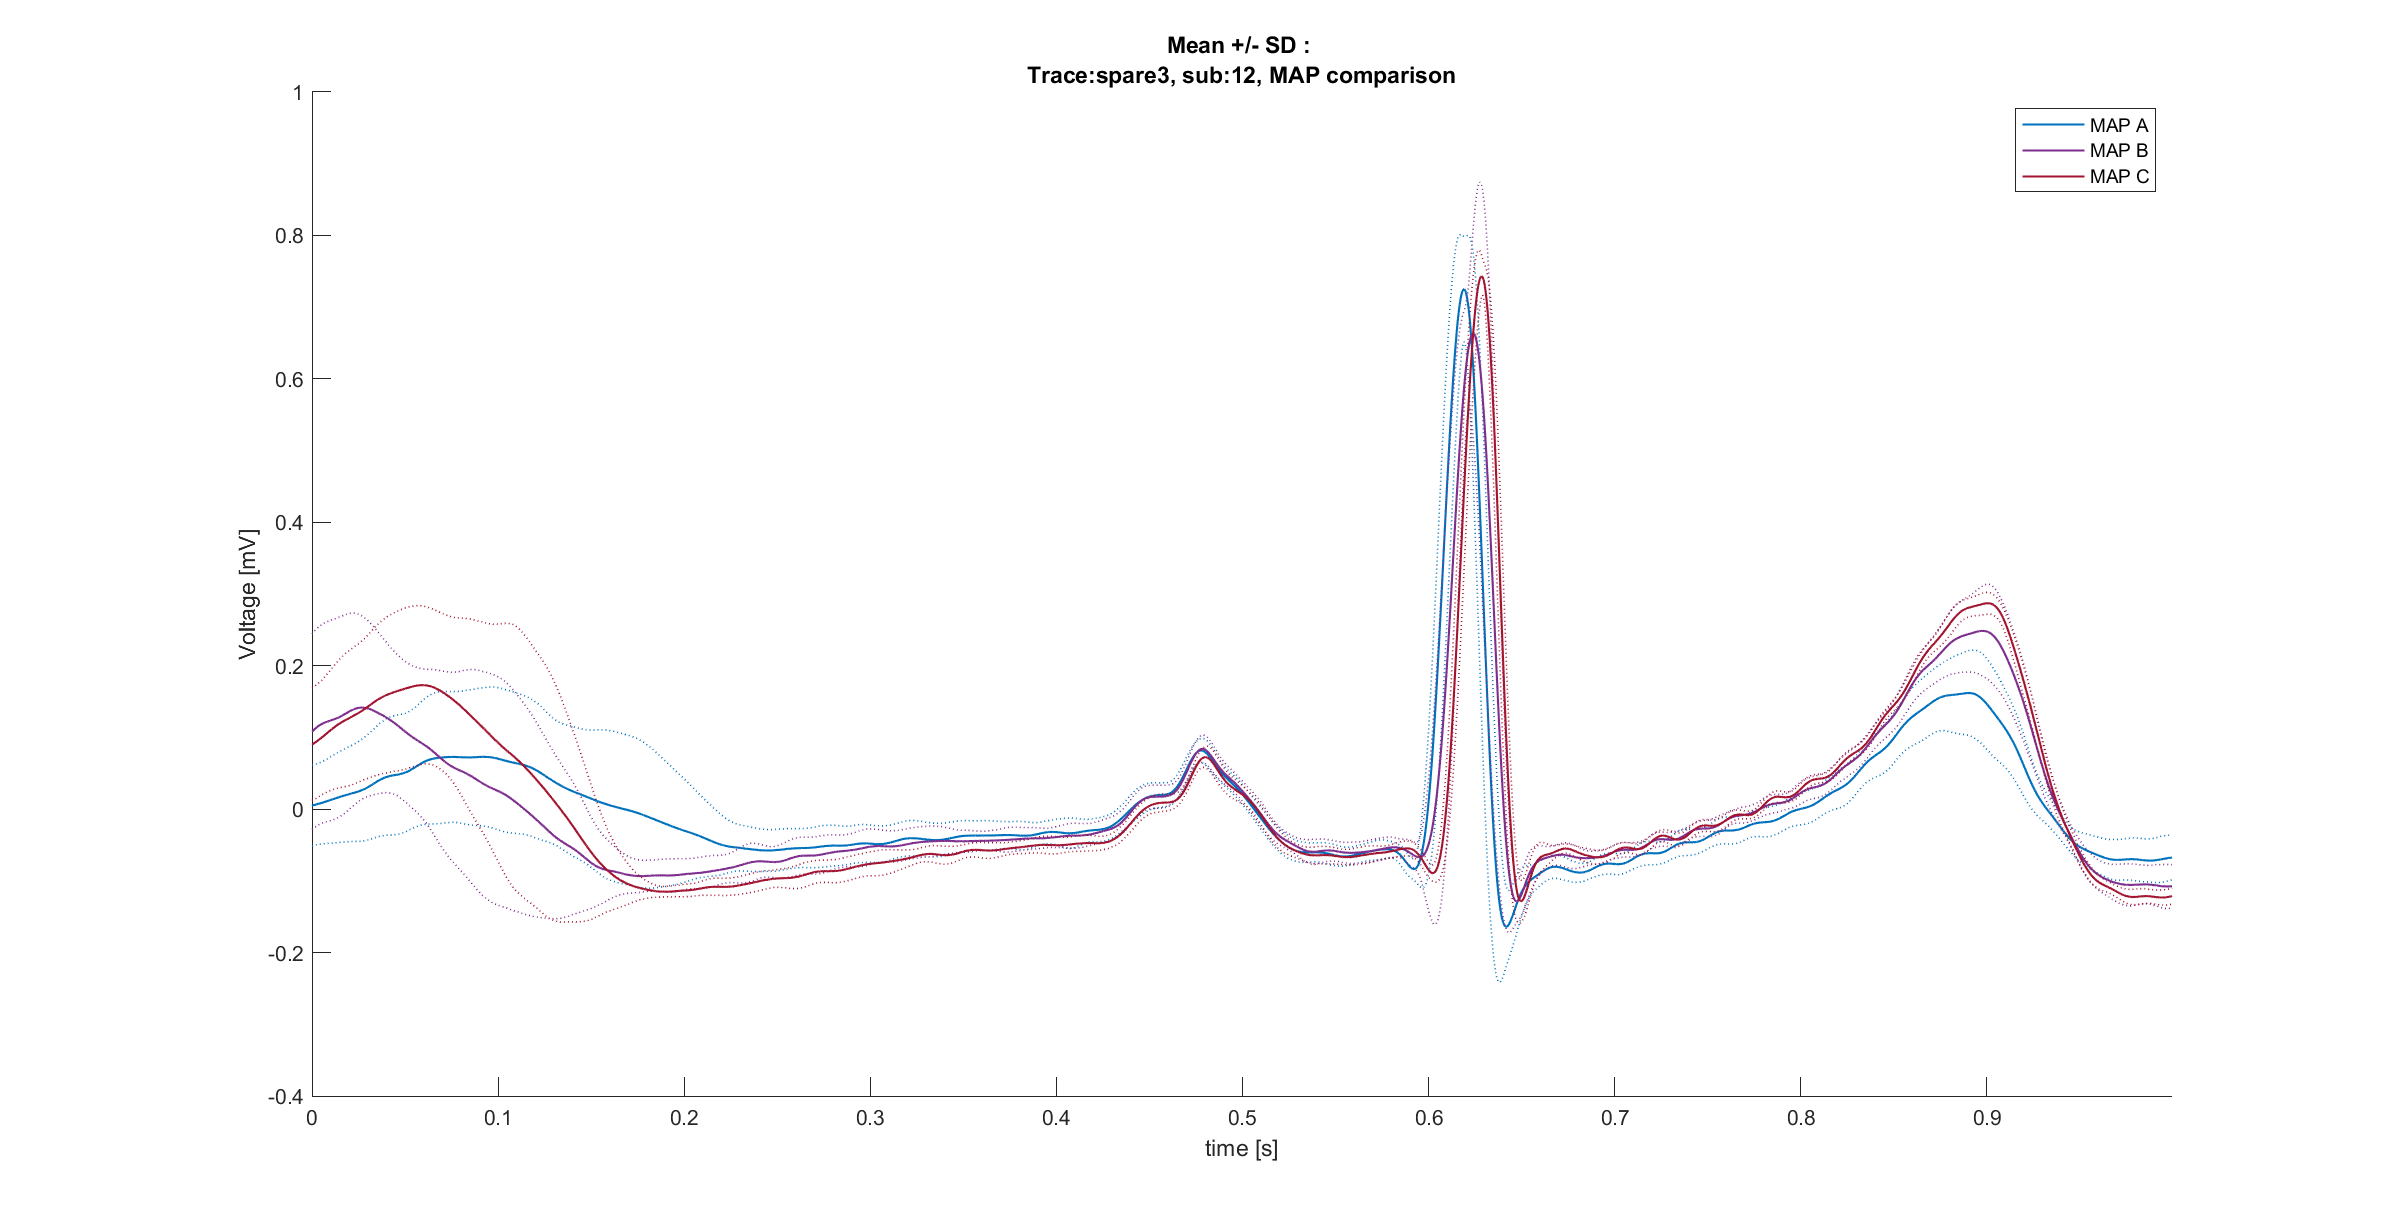 Mean +/- SD :
Trace:spare3, sub:12, MAP comparison
MAP A
MAP B
MAP C
Voltage [mV]
1
0.8
0.6
0.4
0.2
0
-0.2
-0.4
0 0.1 0.2 0.3 0.4 0.5 0.6 0.7 0.8 0.9
time [s]